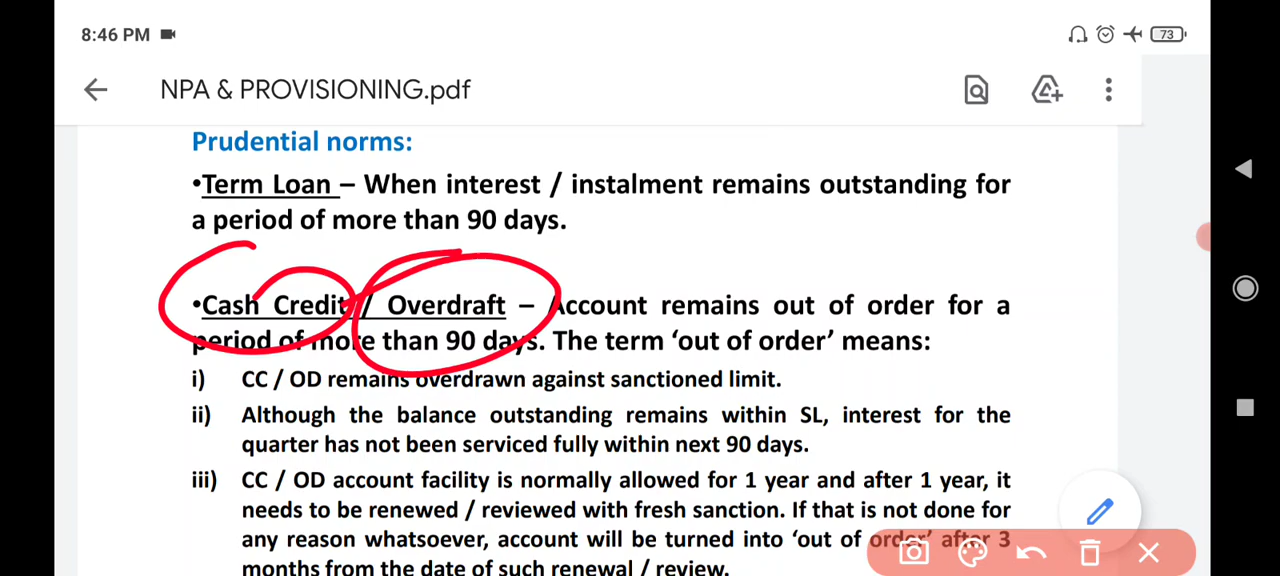 8:46 PM
73
NPA & PROVISIONING.pdf
Prudential norms:
•Term Loan – When interest / instalment remains outstanding for
a period of more than 90 days.
•Cash Credit / Overdraft – Account remains out of order for a
period of more than 90 days. The term ‘out of order’ means:
i) CC / OD remains overdrawn against sanctioned limit.
ii) Although the balance outstanding remains within SL, interest for the
quarter has not been serviced fully within next 90 days.
iii) CC / OD account facility is normally allowed for 1 year and after 1 year, it
needs to be renewed / reviewed with fresh sanction. If that is not done for
any reason whatsoever, account will be turned into ‘out of order’ after 3
months from the date of such renewal / review.